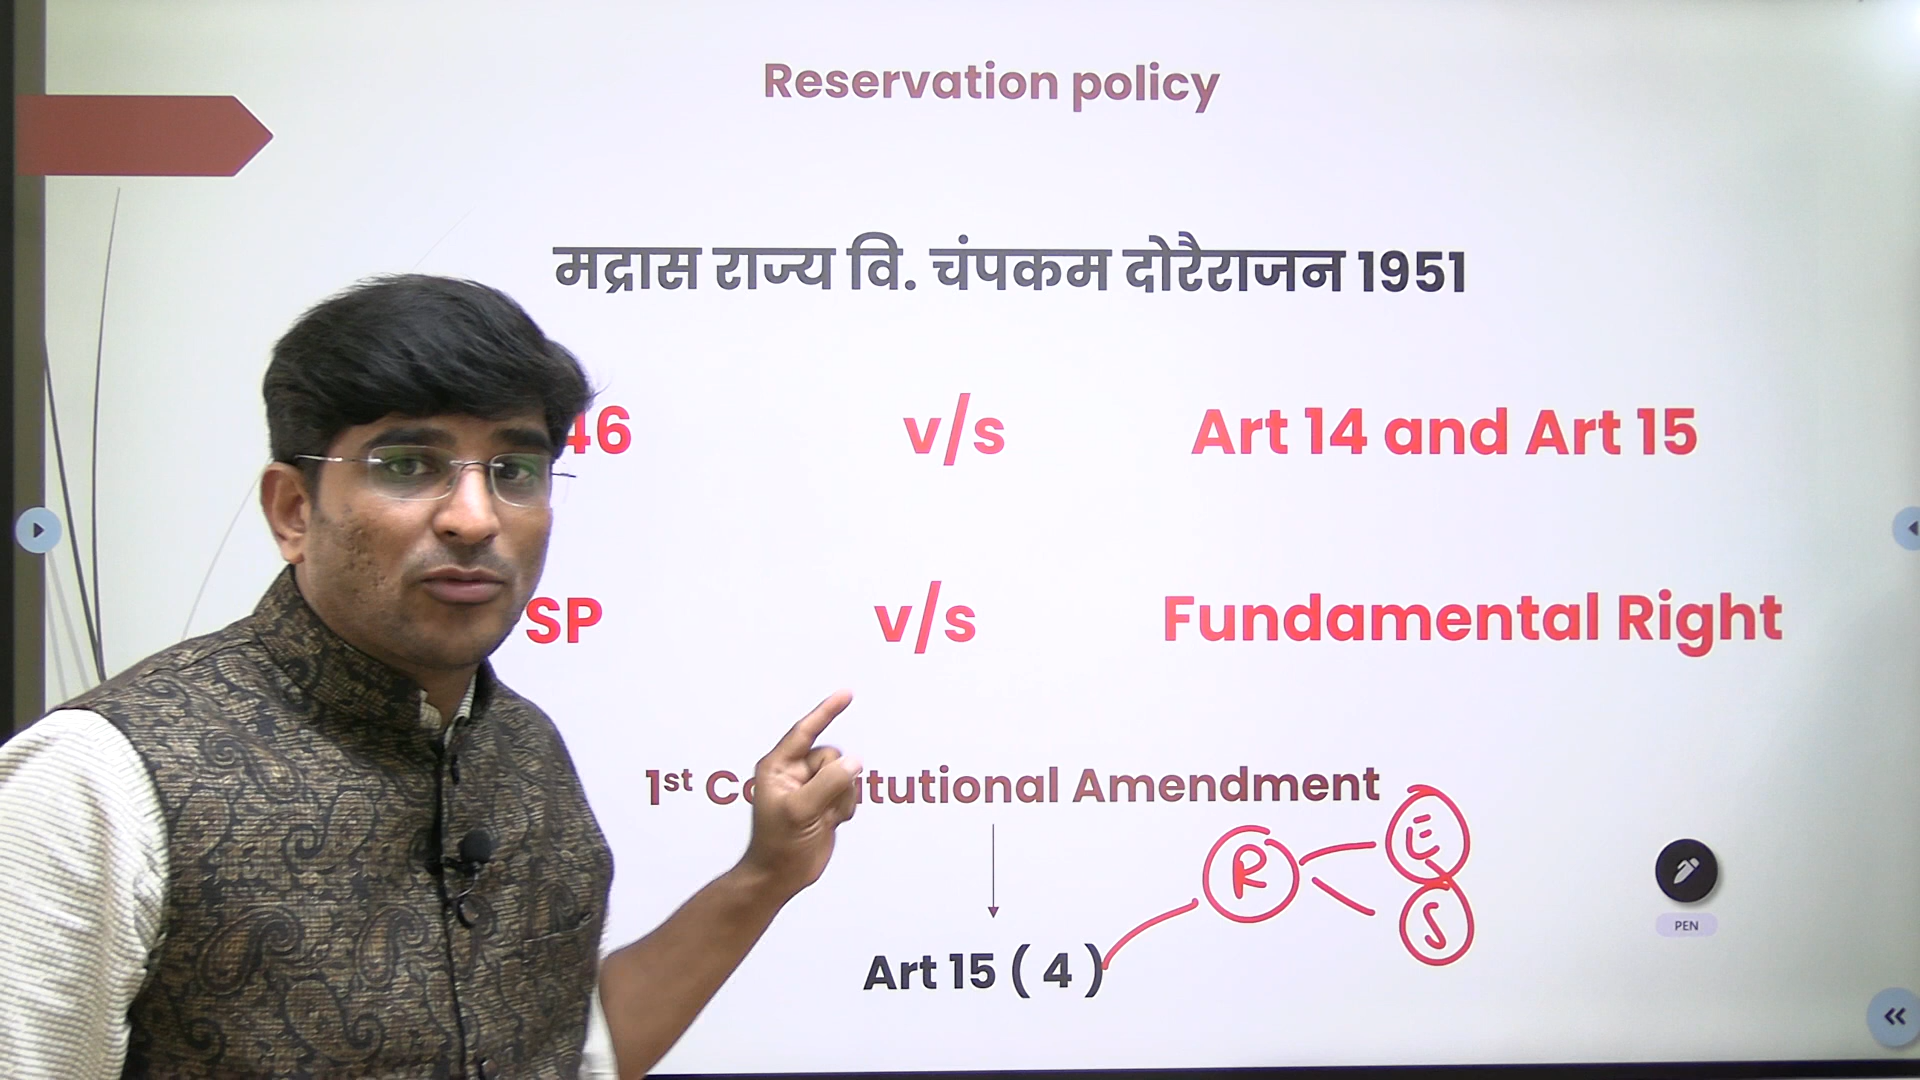 Reservation policy
मद्रास राज्य वि. चंपकम दोरैराजन 1951
46 v/s Art 14 and Art 15
SP v/s Fundamental Right
1st Constitutional Amendment
R E
S
Art 15 ( 4 )
PEN